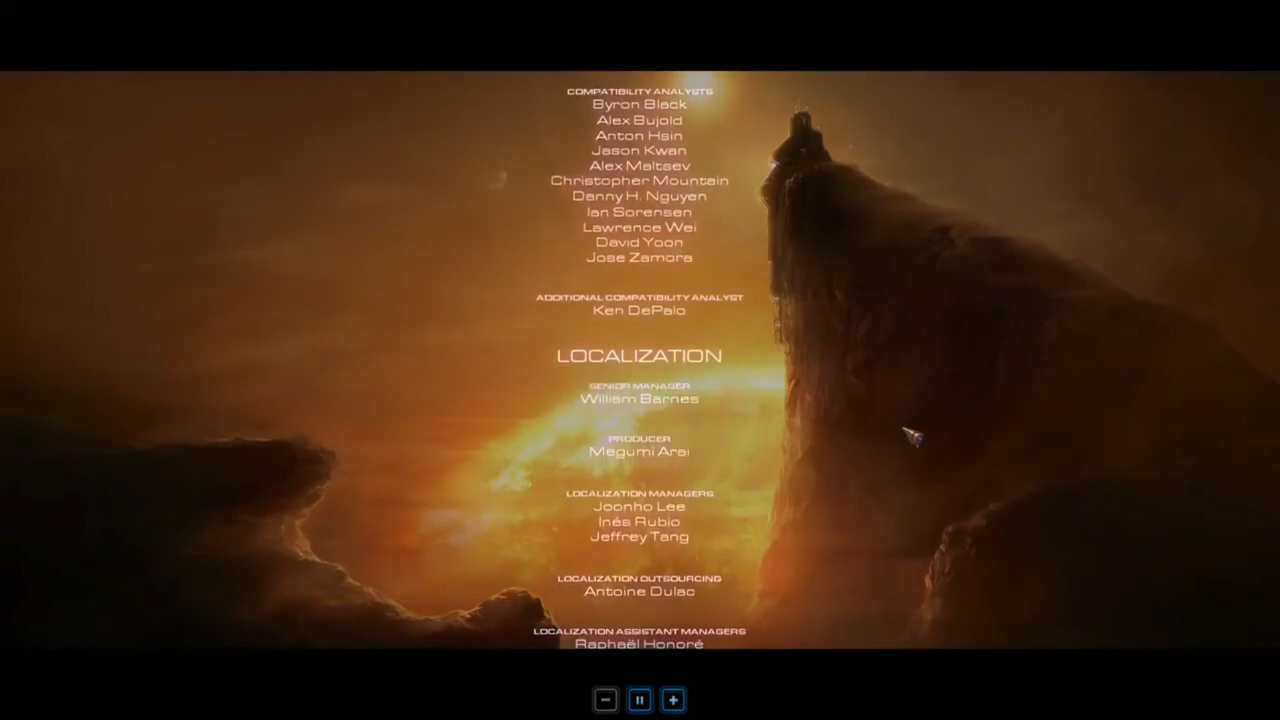 COMPATIBILITY ANALYSTS
Byron Black
Alex Bujold
Anton Hsin
Jason Kwan
Alex Maltsev
Christopher Mountain
Danny H. Nguyen
Ian Sorensen
Lawrence Wei
David Yoon
Jose Zamora
ADDITIONAL COMPATIBILITY ANALYST
Ken DePalo
LOCALIZATION
SENIOR MANAGER
William Barnes
PRODUCER
Megumi Arai
LOCALIZATION MANAGERS
Joonho Lee
Inés Rubio
Jeffrey Tang
LOCALIZATION OUTSOURCING
Antoine Dulac
LOCALIZATION ASSISTANT MANAGERS
Raphaël Honoré